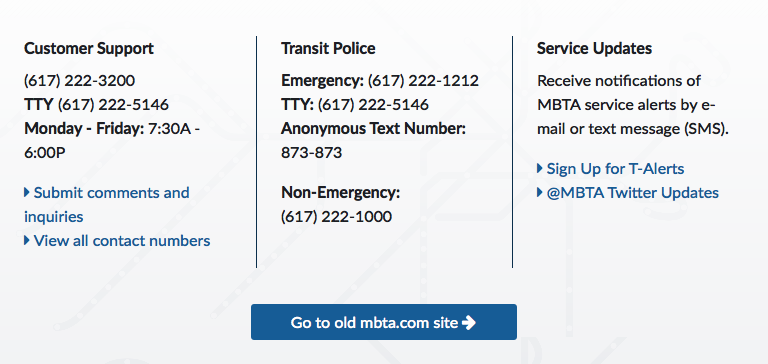 Customer Support
(617) 222-3200
TTY (617) 222-5146
Monday - Friday: 7:30A -
6:00P
Submit comments and
inquiries
View all contact numbers
Transit Police
Emergency: (617) 222-1212
TTY: (617) 222-5146
Anonymous Text Number:
873-873
Non-Emergency:
(617) 222-1000
Service Updates
Receive notifications of
MBTA service alerts by e-
mail or text message (SMS).
Sign Up for T-Alerts
@MBTA Twitter Updates
Go to old mbta.com site